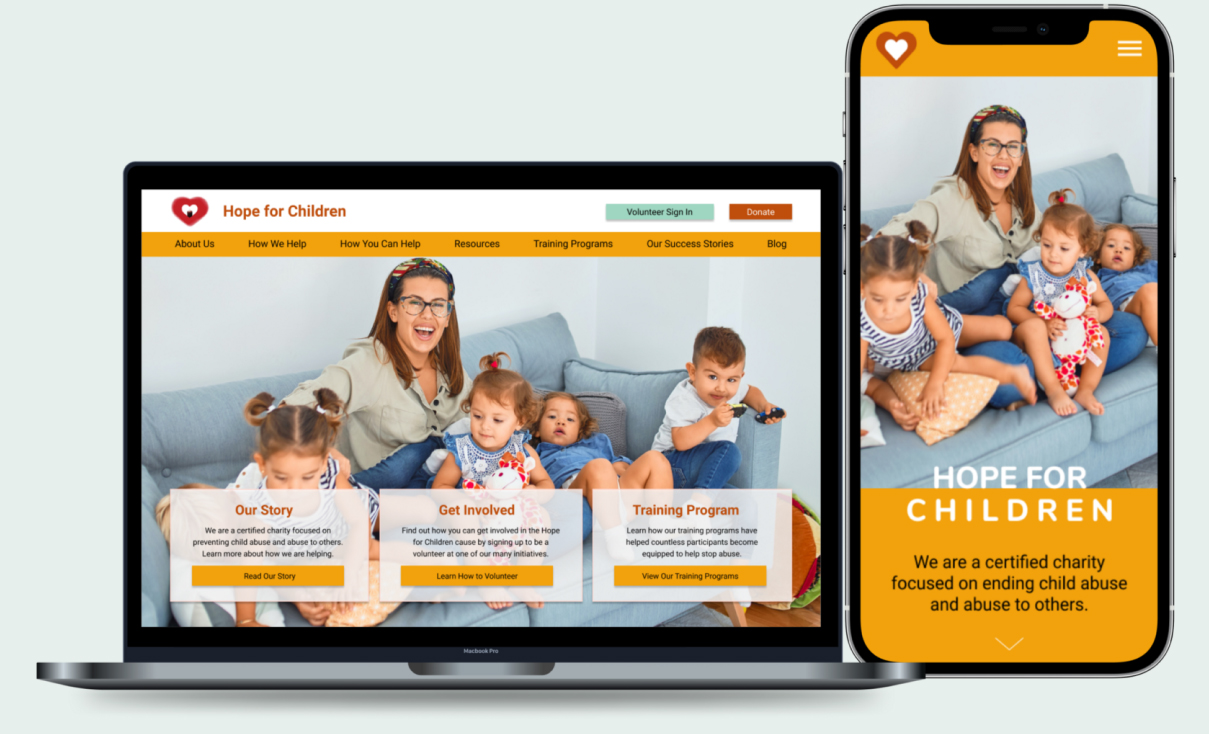 Hope for Children
Volunteer Sign In
Donate
About Us
How We Help
How You Can Help
Resources
Training Programs
Our Success Stories
Blog
Our Story
We are a certified charity focused on
preventing child abuse and abuse to others.
Learn more about how we are helping.
Read Our Story
Get Involved
Find out how you can get involved in the Hope
for Children cause by signing up to be a
volunteer at one of our many initiatives.
Learn How to Volunteer
Training Program
Learn how our training programs have
helped countless participants become
equipped to help stop abuse.
View Our Training Programs
Macbook Pro
HOPE FOR
CHILDREN
We are a certified charity
focused on ending child abuse
and abuse to others.